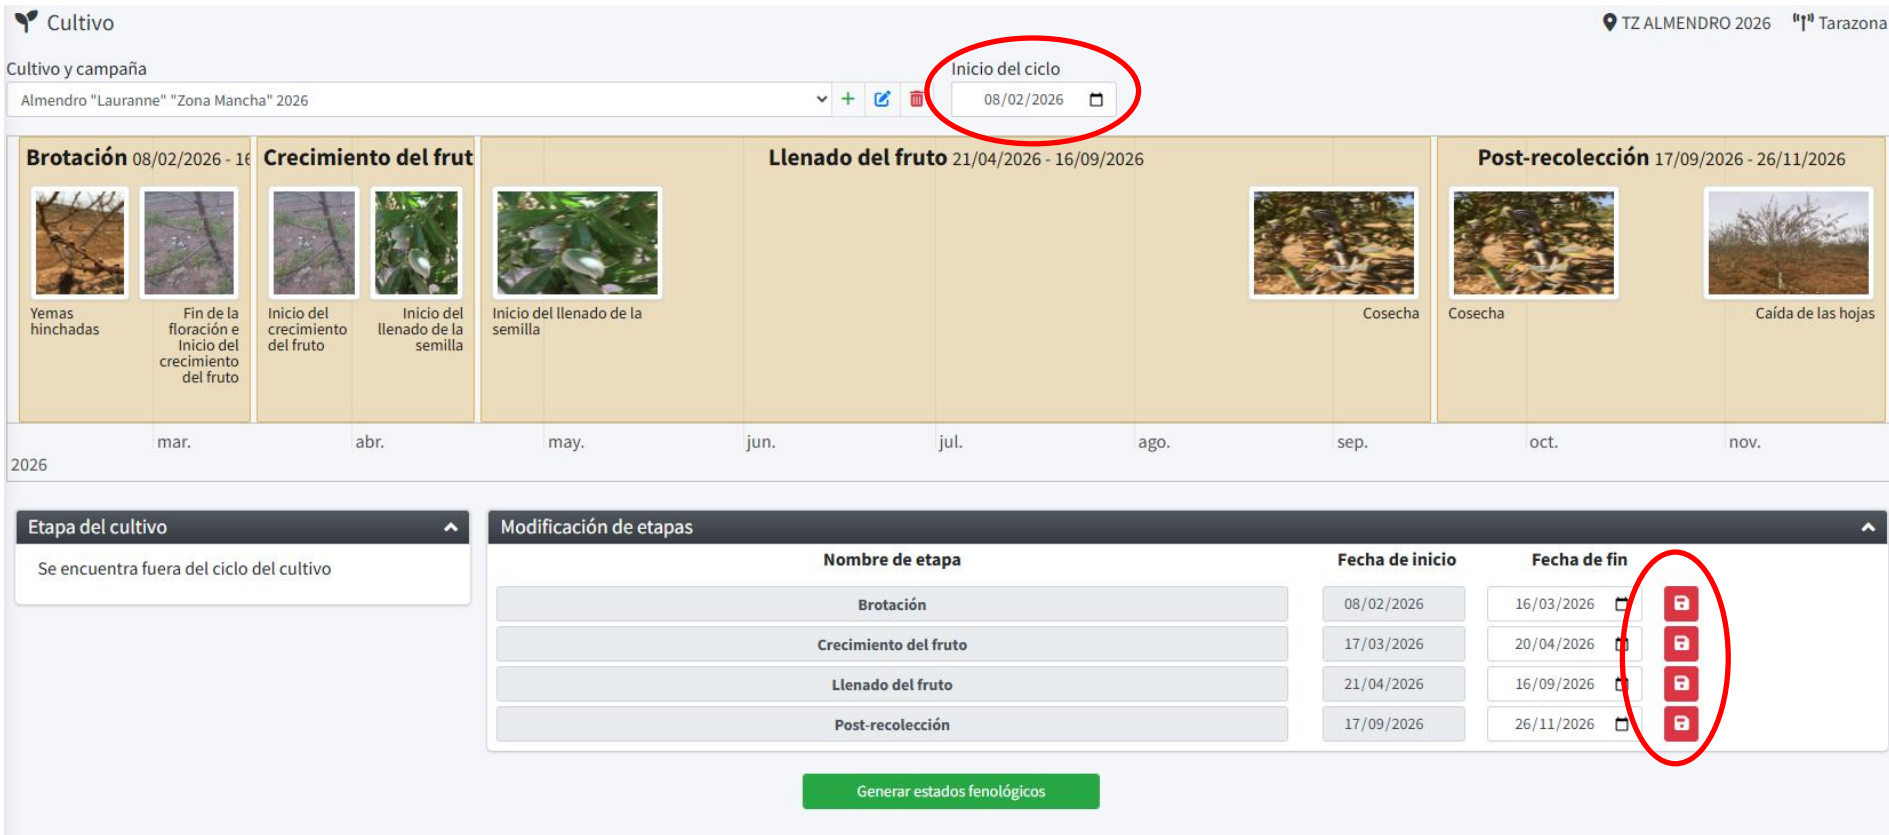 Cultivo
TZ ALMENDRO 2026 Tarazona
Cultivo y campaña
Inicio del ciclo
Almendro "Lauranne" "Zona Mancha" 2026
08/02/2026
Brotación 08/02/2026 - 16
Crecimiento del frut
Llenado del fruto 21/04/2026 - 16/09/2026
Post-recolección 17/09/2026 - 26/11/2026
Yemas
hinchadas
Fin de la
floración e
Inicio del
crecimiento
del fruto
Inicio del
crecimiento
del fruto
Inicio del
llenado de la
semilla
Inicio del llenado de la
semilla
Cosecha
Cosecha
Caída de las hojas
mar. abr. may. jun. jul. ago. sep. oct. nov.
2026
Etapa del cultivo
Se encuentra fuera del ciclo del cultivo
Modificación de etapas
Nombre de etapa Fecha de inicio Fecha de fin
Brotación 08/02/2026 16/03/2026
Crecimiento del fruto 17/03/2026 20/04/2026
Llenado del fruto 21/04/2026 16/09/2026
Post-recolección 17/09/2026 26/11/2026
Generar estados fenológicos